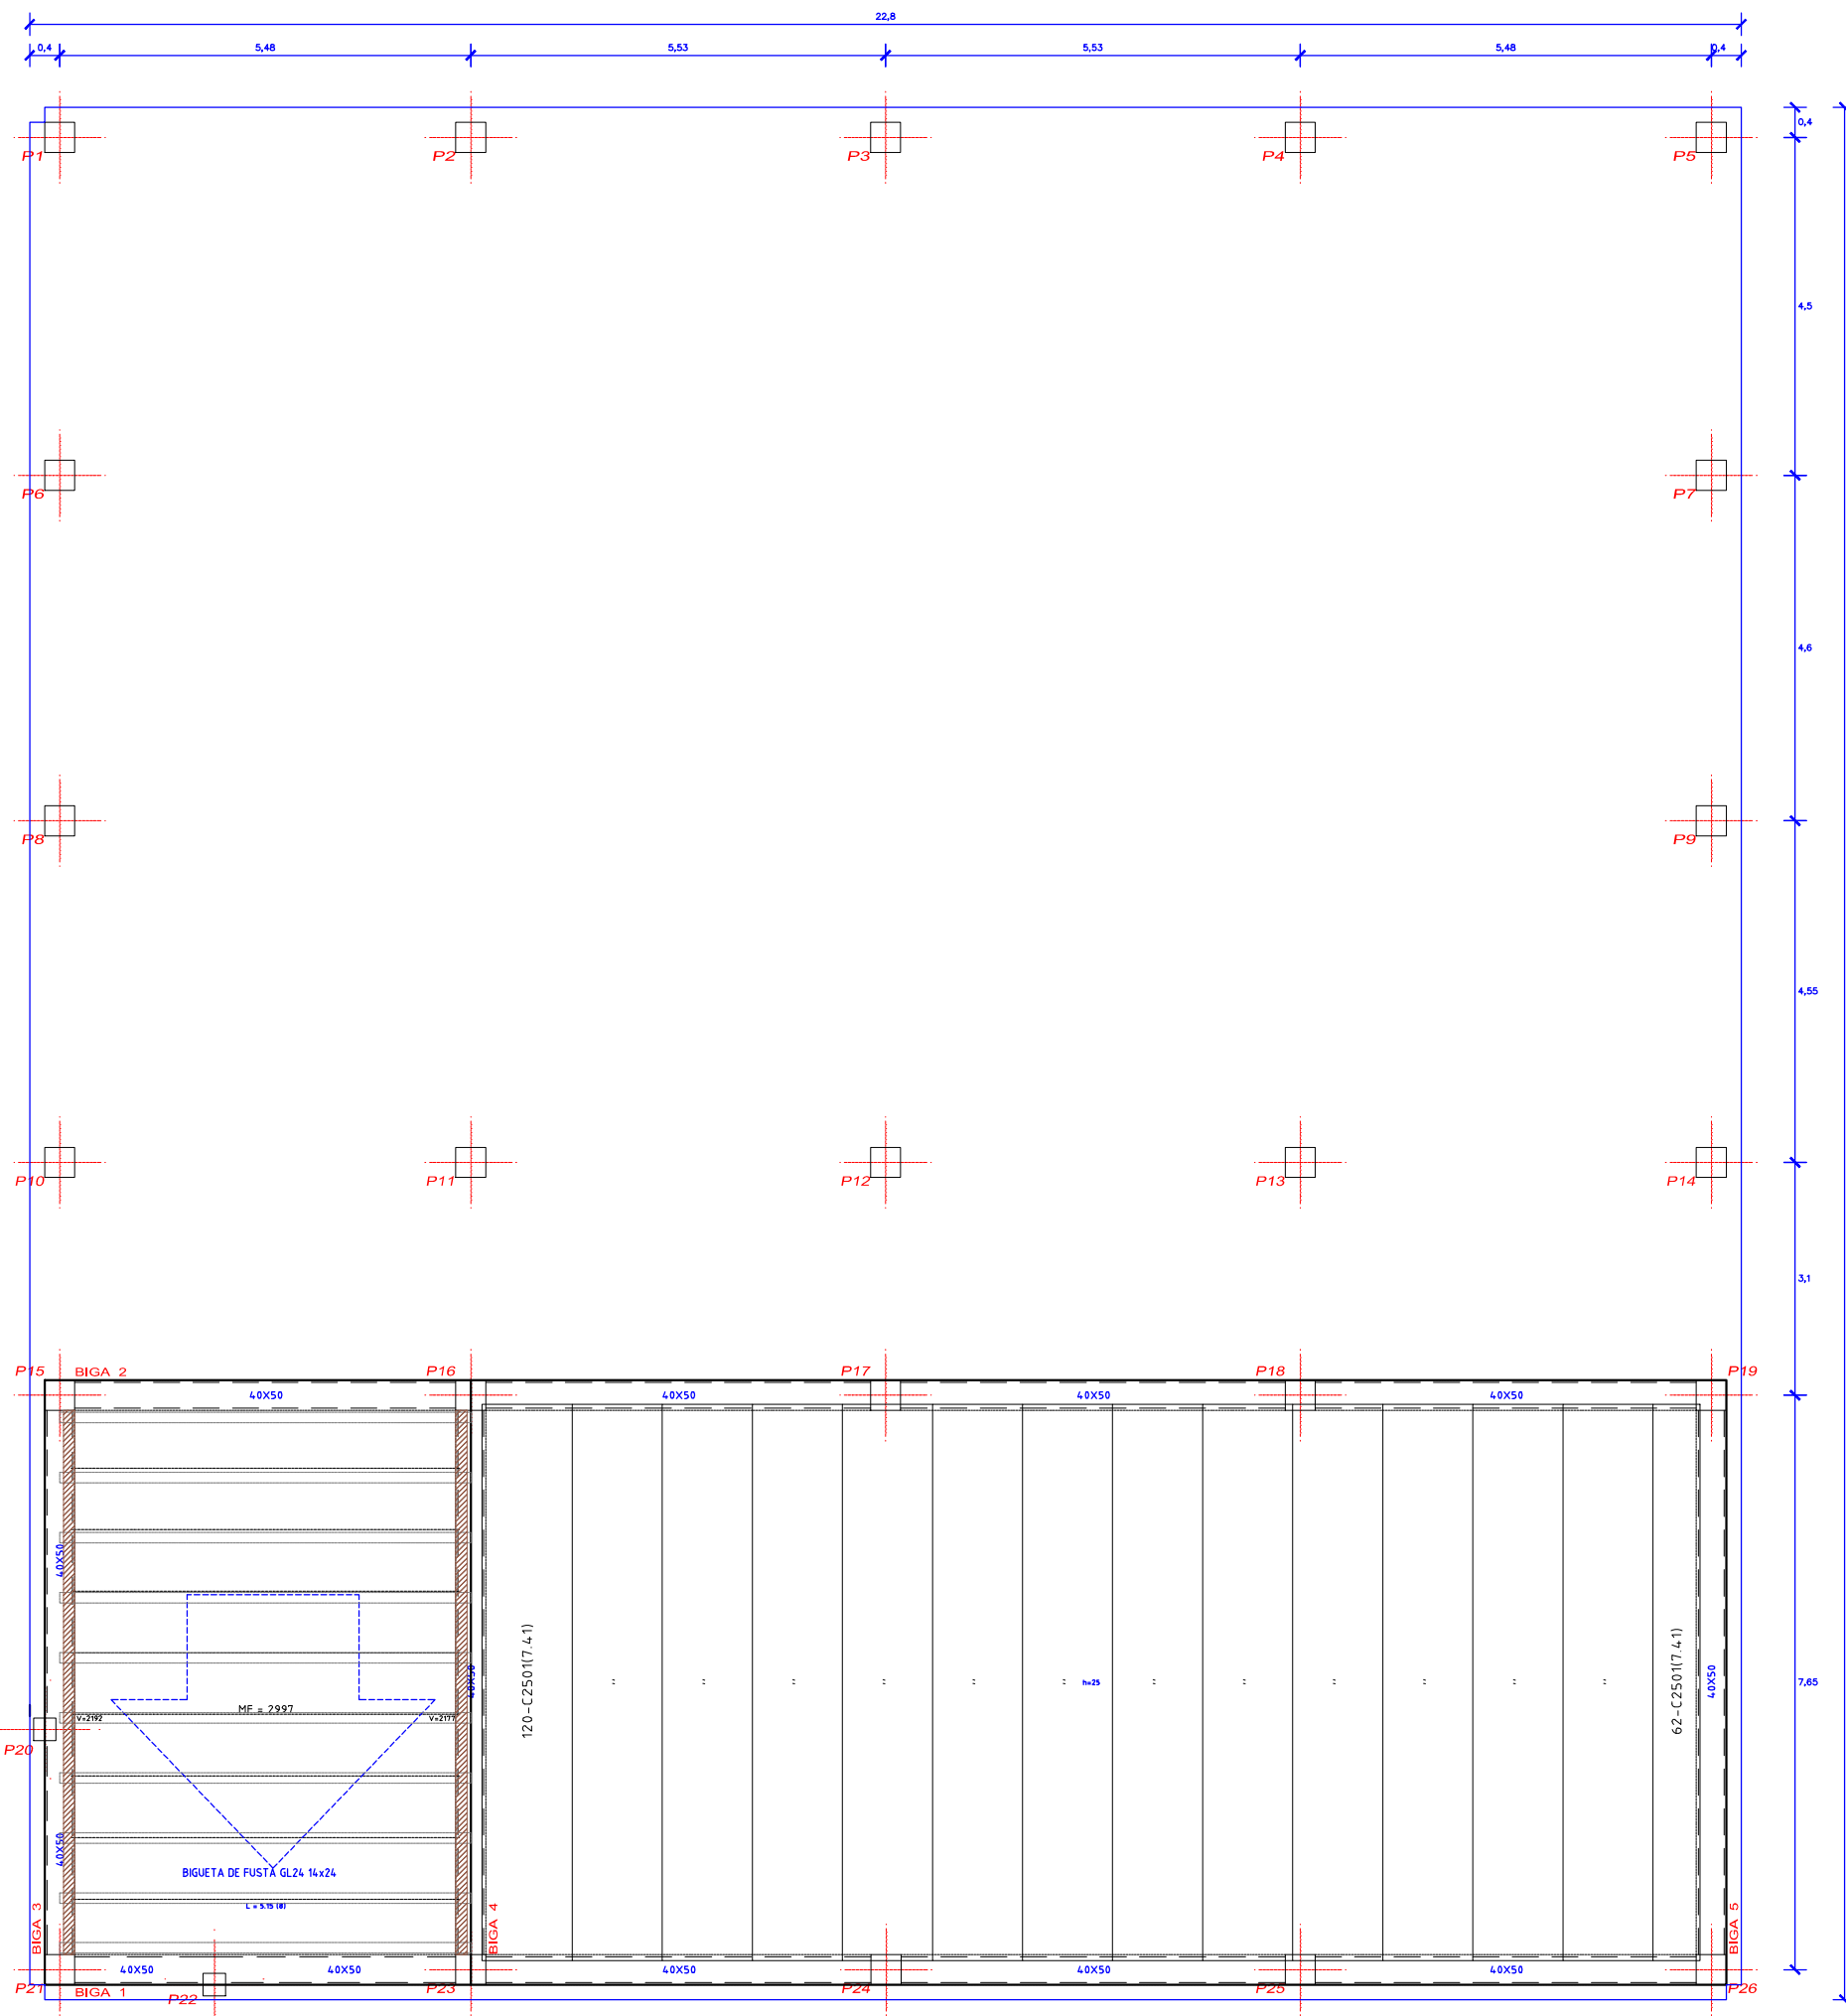 22,8
0,4 5,48 5,53 5,53 5,48 0,4
0,4
P1 P2 P3 P4 P5
4,5
P6 P7
4,6
P8 P9
4,55
P10 P11 P12 P13 P14
3,1
P15 BIGA 2 P16 P17 P18 P19
40X50 40X50 40X50 40X50
40X50
40X50
120-C2501(7.41)
" " " " " " h=25 " " " " " "
62-C2501(7.41)
40X50
7,65
MF = 2997
V=2192 V=2177
P20
40X50
BIGUETA DE FUSTA GL24 14x24
L = 5.15 (8)
BIGA 3
BIGA 4
BIGA 5
40X50 40X50 40X50 40X50 40X50
P21 BIGA 1 P22 P23 P24 P25 P26